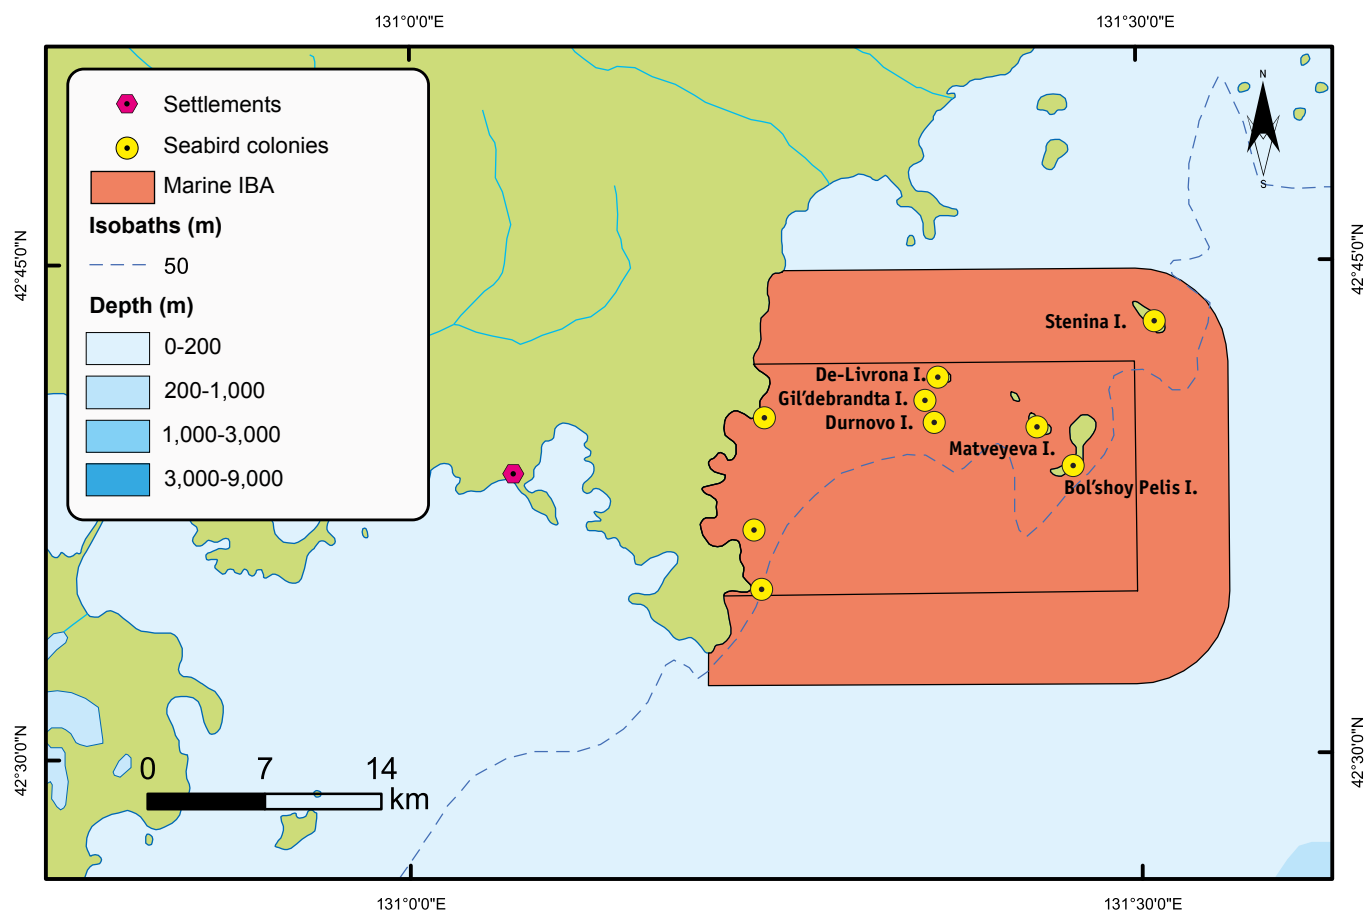 131°0'0"E
131°30'0"E
N
S
Settlements
Seabird colonies
Marine IBA
Isobaths (m)
50
Depth (m)
0-200
200-1,000
1,000-3,000
3,000-9,000
42°45'0"N
42°45'0"N
Stenina I.
De-Livrona I.
Gil'debrandta I.
Durnovo I.
Matveyeva I.
Bol'shoy Pelis I.
42°30'0"N
42°30'0"N
0 7 14
km
131°0'0"E
131°30'0"E